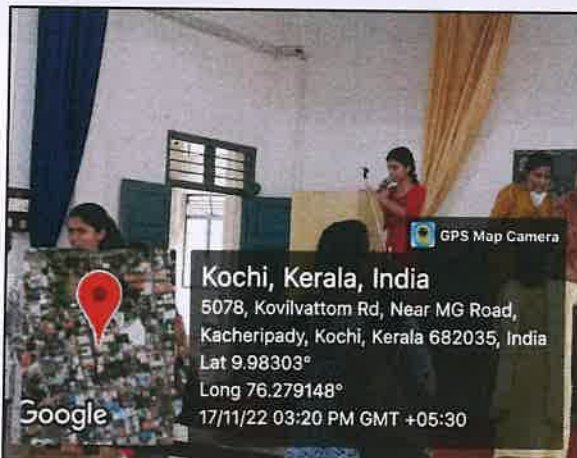 GPS Map Camera
Kochi, Kerala, India
5078, Kovilvattom Rd, Near MG Road,
Kacheripady, Kochi, Kerala 682035, India
Lat 9.98303°
Long 76.279148°
17/11/22 03:20 PM GMT +05:30
Google